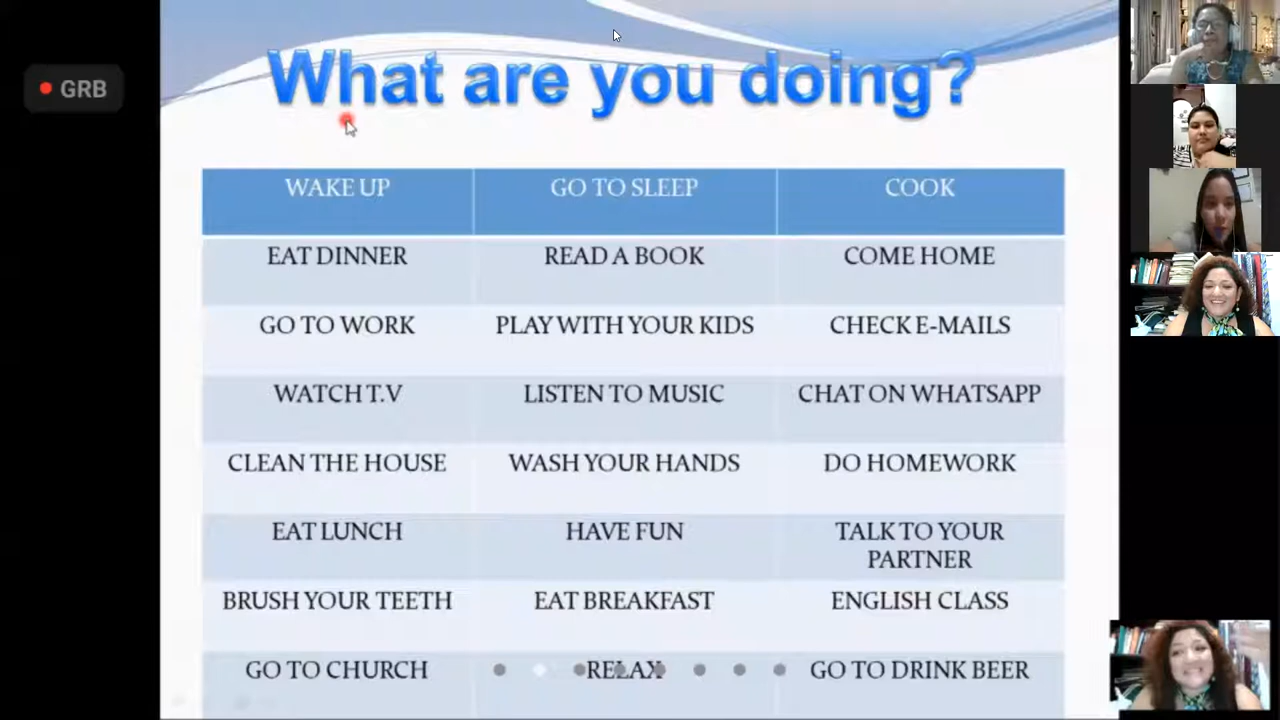 GRB
What are you doing?
WAKE UP GO TO SLEEP COOK
EAT DINNER READ A BOOK COME HOME
GO TO WORK PLAY WITH YOUR KIDS CHECK E-MAILS
WATCH T.V LISTEN TO MUSIC CHAT ON WHATSAPP
CLEAN THE HOUSE WASH YOUR HANDS DO HOMEWORK
EAT LUNCH HAVE FUN TALK TO YOUR
PARTNER
BRUSH YOUR TEETH EAT BREAKFAST ENGLISH CLASS
GO TO CHURCH RELAX GO TO DRINK BEER